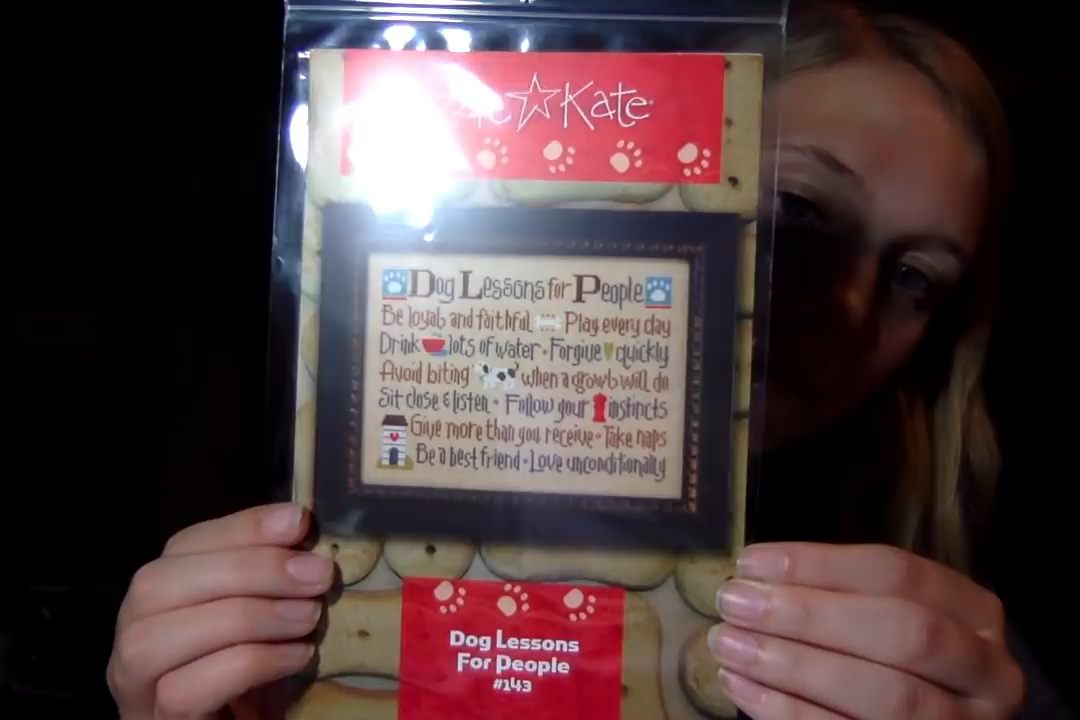 Kate
Dog Lessons for People
Be loyal and faithful Play every day
Drink lots of water • Forgive quickly
Avoid biting when a growl will do
Sit close & listen • Follow your instincts
Give more than you receive • Take naps
Be a best friend • Love unconditionally
Dog Lessons
For People
#143